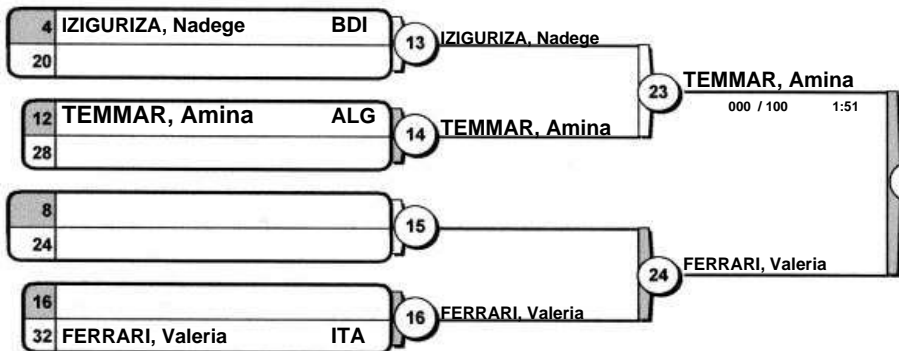 4 IZIGURIZA, Nadege BDI
20
13 IZIGURIZA, Nadege
12 TEMMAR, Amina ALG
28
14 TEMMAR, Amina
23 TEMMAR, Amina
000 / 100 1:51
8
24
15
16
32 FERRARI, Valeria ITA
16 FERRARI, Valeria
24 FERRARI, Valeria